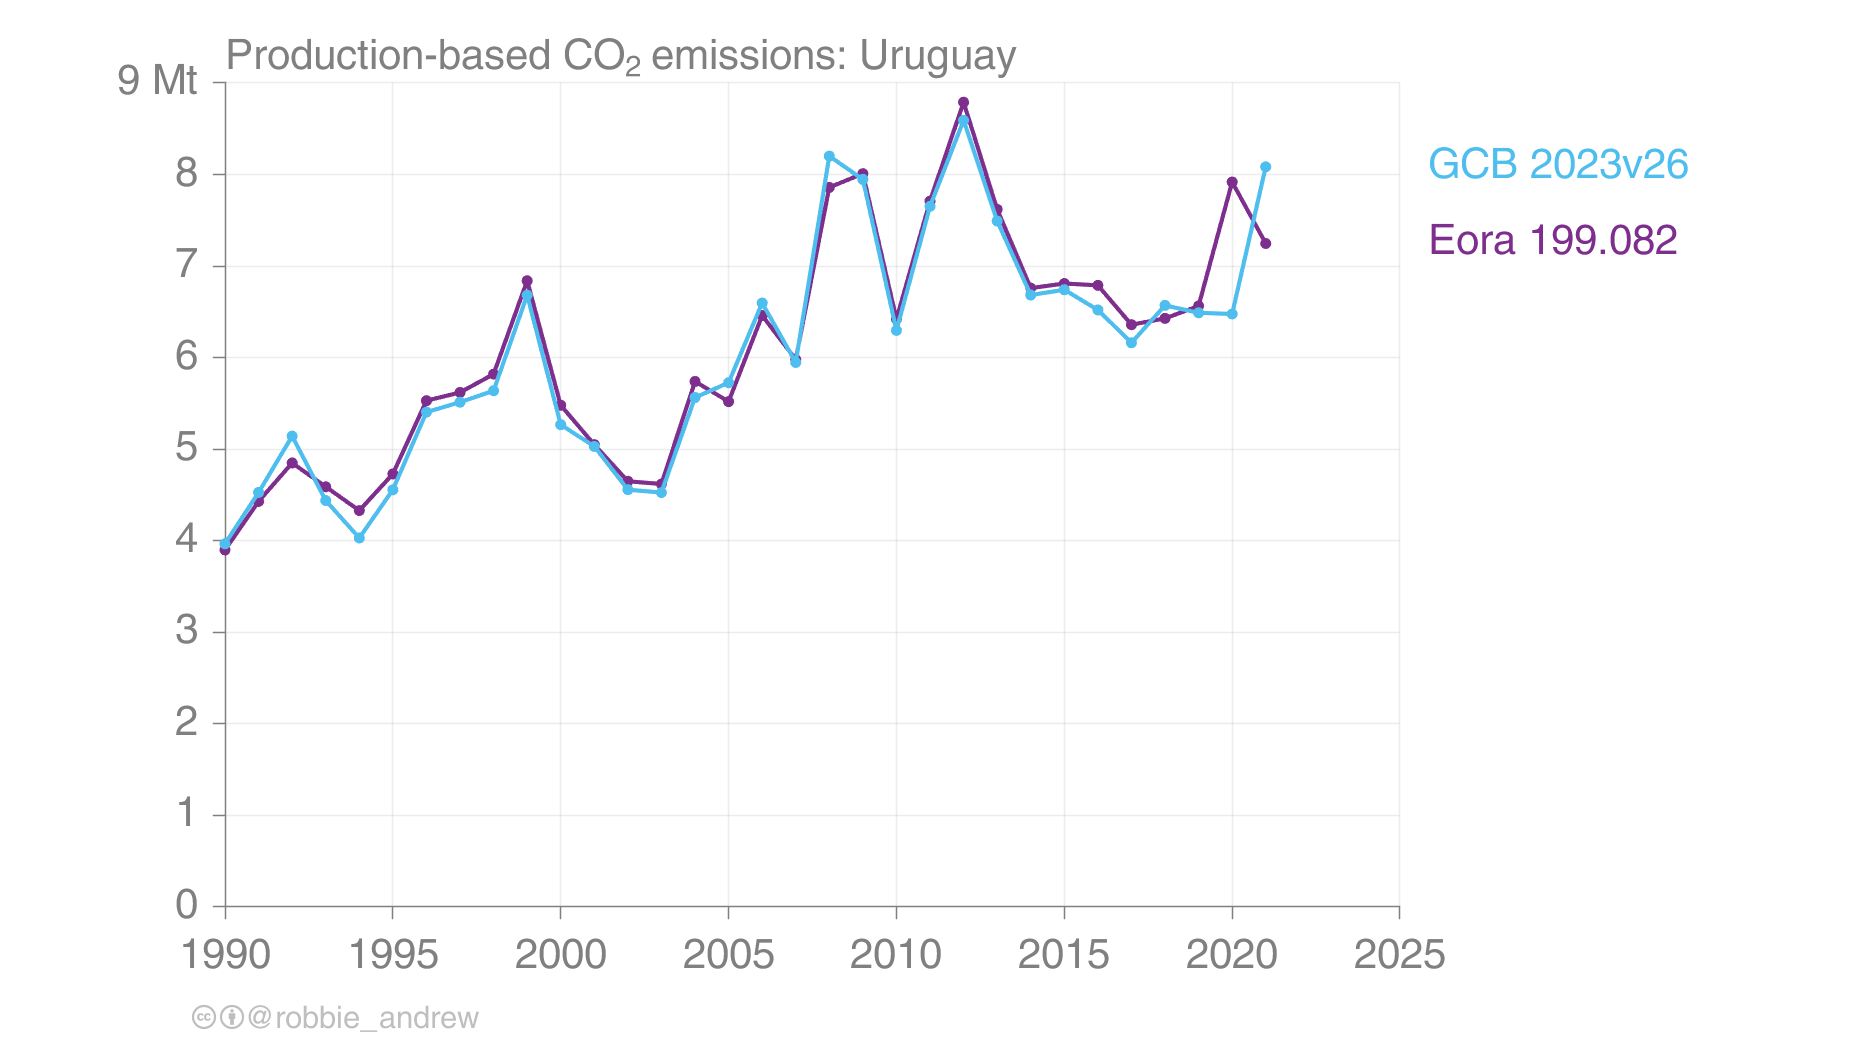 Production-based CO₂ emissions: Uruguay
9 Mt
8
7
6
5
4
3
2
1
0
1990 1995 2000 2005 2010 2015 2020 2025
GCB 2023v26
Eora 199.082
cc @robbie_andrew